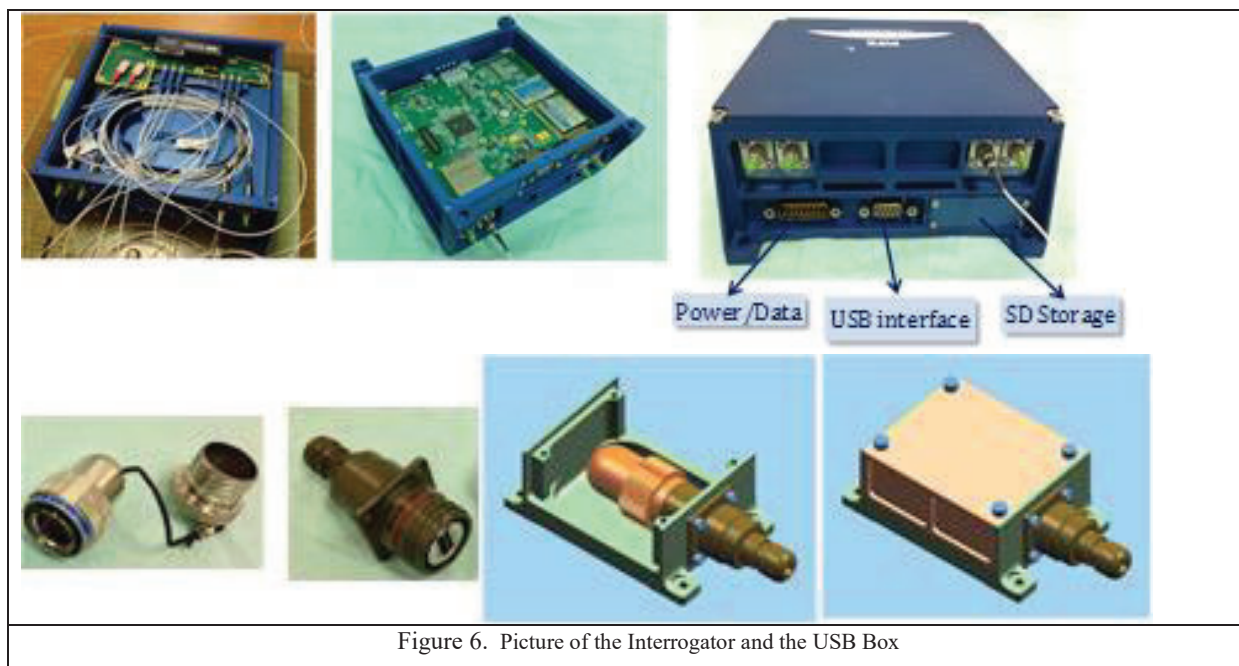 Power/Data
USB interface
SD Storage
Figure 6. Picture of the Interrogator and the USB Box